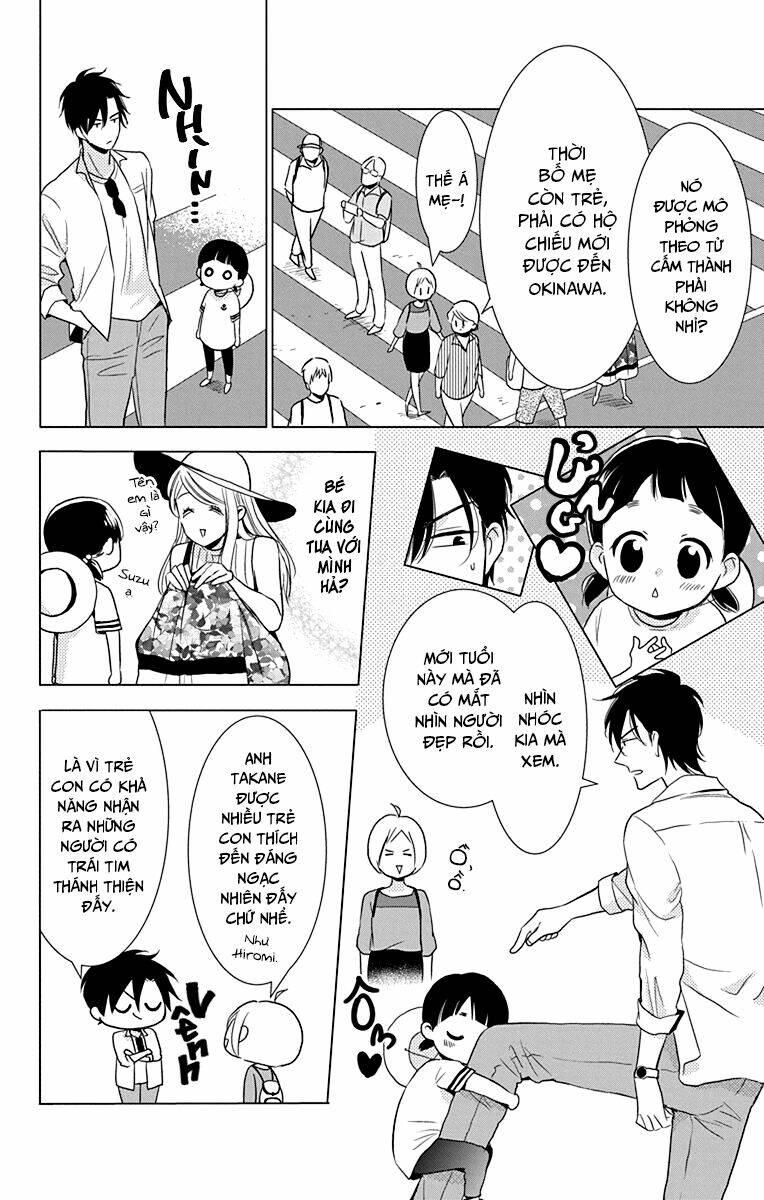 NÓ
ĐƯỢC MÔ
PHỎNG
THEO TỬ
CẤM THÀNH
PHẢI
KHÔNG
NHỈ?
THỜI
BỐ MẸ
CÒN TRẺ,
PHẢI CÓ HỘ
CHIẾU MỚI
ĐƯỢC ĐẾN
OKINAWA.
THẾ Á
MẸ~!
NHÌN...
LỦNG
NHÌN
NHÓC
KIA MÀ
XEM.
MỚI TUỔI
NÀY MÀ ĐÃ
CÓ MẮT
NHÌN NGƯỜI
ĐẸP RỒI.
Ồ,
Ồ.
ÔM
BÉ
KIA ĐI
CÙNG
TUA VỚI
MÌNH
HẢ?
Tên
em là
gì
vậy?
Suzu
ạ
ANH
TAKANE
ĐƯỢC
NHIỀU TRẺ
CON THÍCH
ĐẾN ĐÁNG
NGẠC
NHIÊN ĐẤY
CHỨ NHỂ.
Như
Hiromi.
LÀ VÌ TRẺ
CON CÓ KHẢ
NĂNG NHẬN
RA NHỮNG
NGƯỜI CÓ
TRÁI TIM
THÁNH THIỆN
ĐẤY.
Vênh